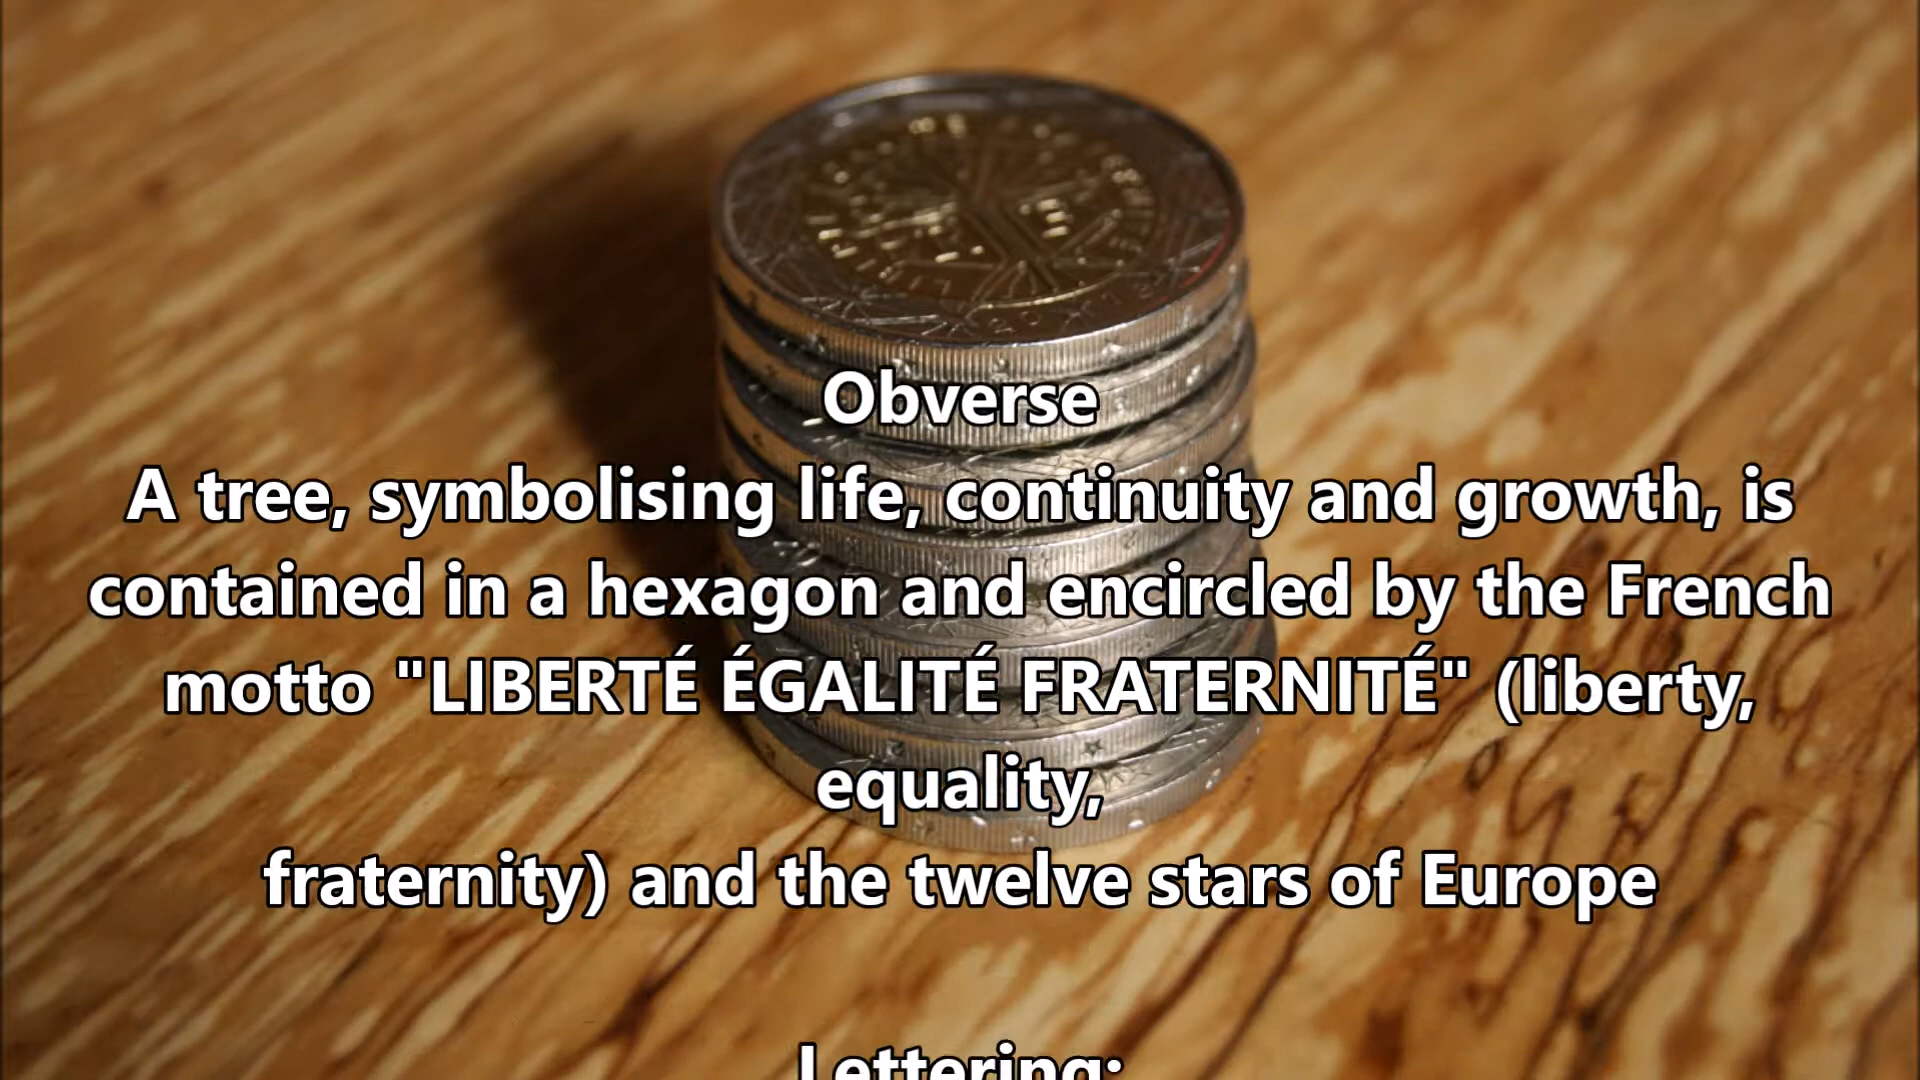 Obverse
A tree, symbolising life, continuity and growth, is
contained in a hexagon and encircled by the French
motto "LIBERTÉ ÉGALITÉ FRATERNITÉ" (liberty,
equality,
fraternity) and the twelve stars of Europe
Lettering: